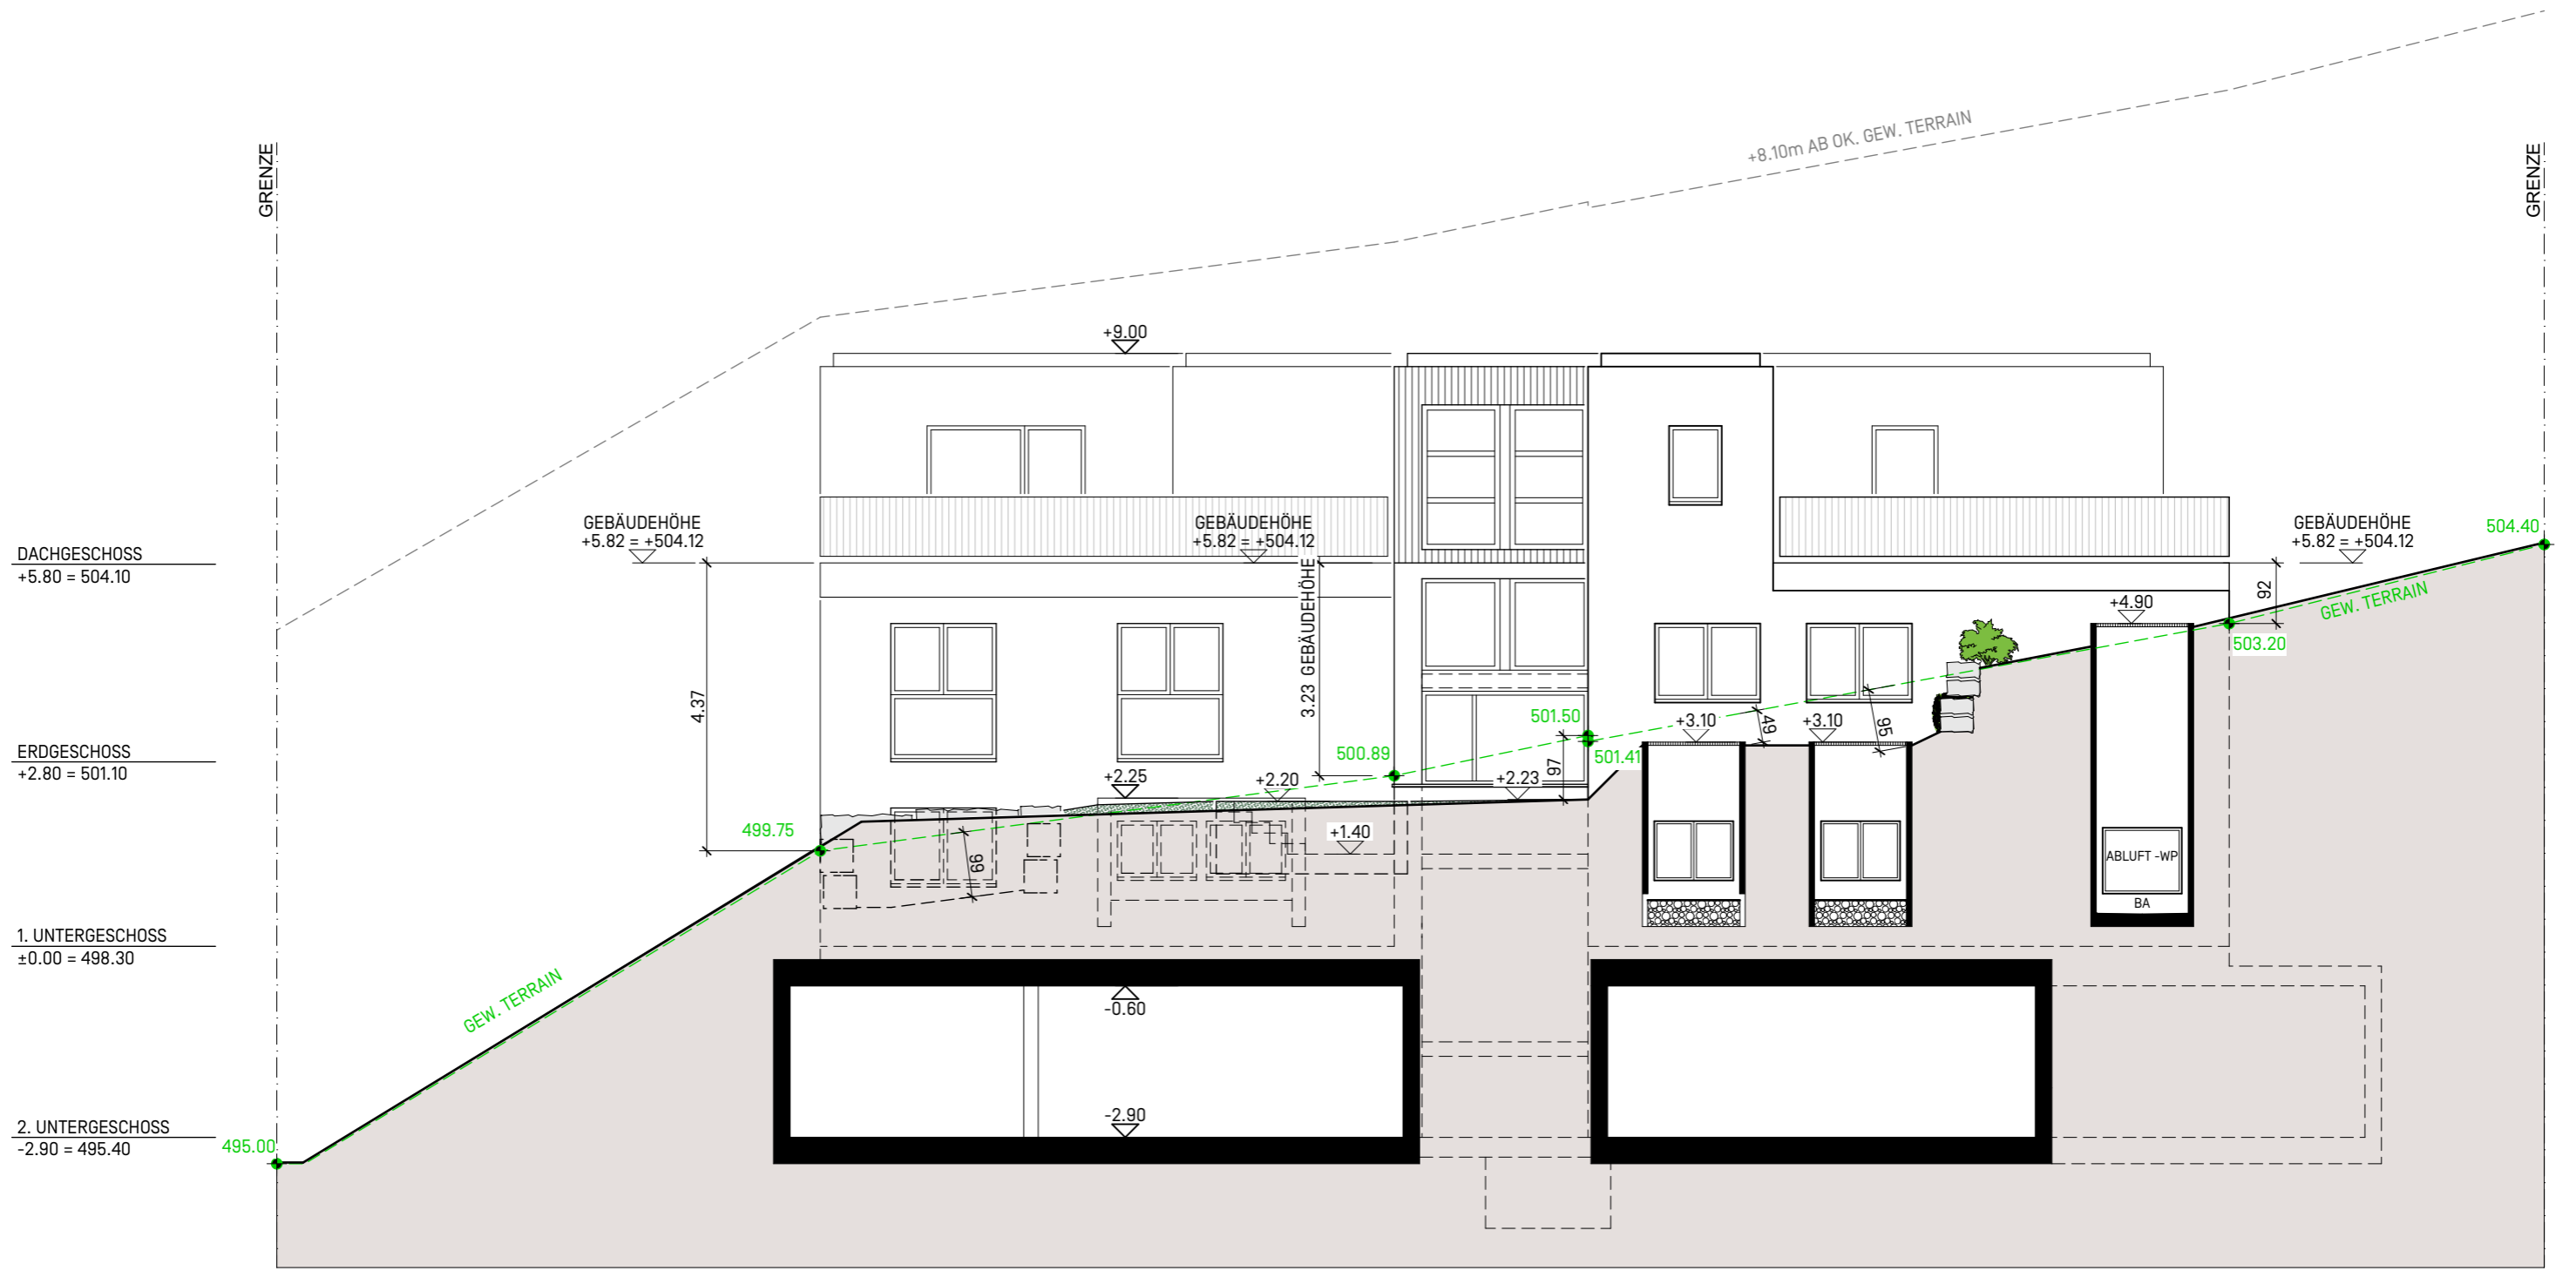 +8.10m AB OK. GEW. TERRAIN
GRENZE
GRENZE
+9.00
GEBÄUDEHÖHE
+5.82 = +504.12
GEBÄUDEHÖHE
+5.82 = +504.12
GEBÄUDEHÖHE
+5.82 = +504.12
504.40
DACHGESCHOSS
+5.80 = 504.10
92
GEW. TERRAIN
+4.90
503.20
4.37
3.23 GEBÄUDEHÖHE
501.50
+3.10
49
+3.10
95
ERDGESCHOSS
+2.80 = 501.10
500.89
501.41
97
+2.25
+2.20
+2.23
499.75
+1.40
99
ABLUFT -WP
BA
1. UNTERGESCHOSS
±0.00 = 498.30
GEW. TERRAIN
-0.60
-2.90
2. UNTERGESCHOSS
-2.90 = 495.40
495.00